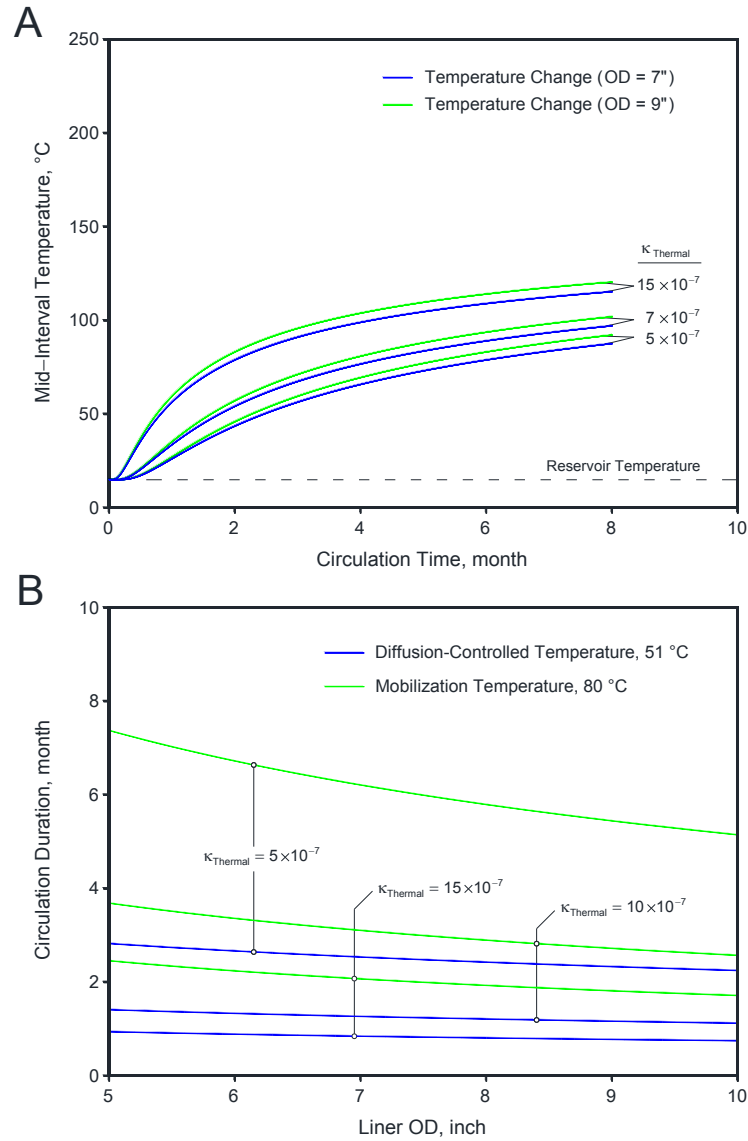 A
250
200
150
100
50
0
Mid–Interval Temperature, °C
Temperature Change (OD = 7")
Temperature Change (OD = 9")
κ Thermal
15 ×10⁻⁷
7 ×10⁻⁷
5 ×10⁻⁷
Reservoir Temperature
0 2 4 6 8 10
Circulation Time, month
B
10
8
6
4
2
0
Circulation Duration, month
Diffusion-Controlled Temperature, 51 °C
Mobilization Temperature, 80 °C
κThermal = 5×10⁻⁷
κThermal = 15×10⁻⁷
κThermal = 10×10⁻⁷
5 6 7 8 9 10
Liner OD, inch